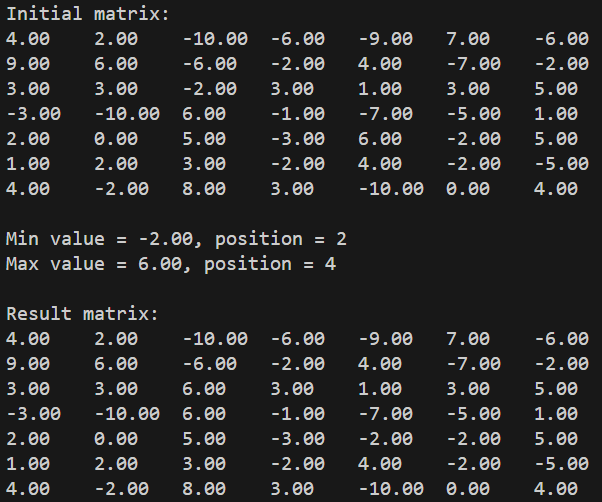 Initial matrix:
4.00 2.00 -10.00 -6.00 -9.00 7.00 -6.00
9.00 6.00 -6.00 -2.00 4.00 -7.00 -2.00
3.00 3.00 -2.00 3.00 1.00 3.00 5.00
-3.00 -10.00 6.00 -1.00 -7.00 -5.00 1.00
2.00 0.00 5.00 -3.00 6.00 -2.00 5.00
1.00 2.00 3.00 -2.00 4.00 -2.00 -5.00
4.00 -2.00 8.00 3.00 -10.00 0.00 4.00
Min value = -2.00, position = 2
Max value = 6.00, position = 4
Result matrix:
4.00 2.00 -10.00 -6.00 -9.00 7.00 -6.00
9.00 6.00 -6.00 -2.00 4.00 -7.00 -2.00
3.00 3.00 6.00 3.00 1.00 3.00 5.00
-3.00 -10.00 6.00 -1.00 -7.00 -5.00 1.00
2.00 0.00 5.00 -3.00 -2.00 -2.00 5.00
1.00 2.00 3.00 -2.00 4.00 -2.00 -5.00
4.00 -2.00 8.00 3.00 -10.00 0.00 4.00